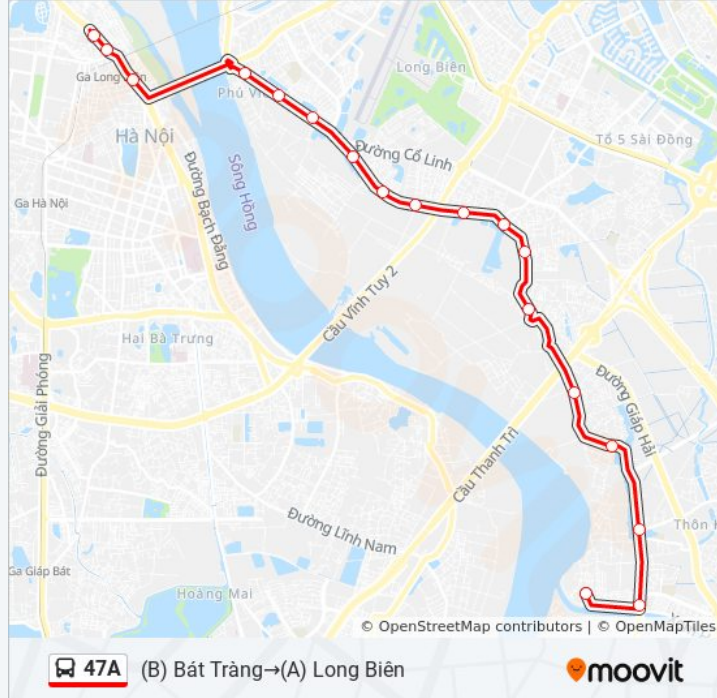 Long Biên
Ga Long Biên
Tổ 5 Sài Đồng
Hà Nội
Đường Cổ Linh
Sông Hồng
Đường Bạch Đằng
Ga Hà Nội
Cầu Vĩnh Tuy 2
Hai Bà Trưng
Đường Giải Phóng
Đường Giáp Hải
Cầu Thanh Trì
Đường Lĩnh Nam
Thôn
Ga Giáp Bát
Hoàng Mai
© OpenStreetMap contributors | © OpenMapTiles
47A (B) Bát Tràng→(A) Long Biên
moovit